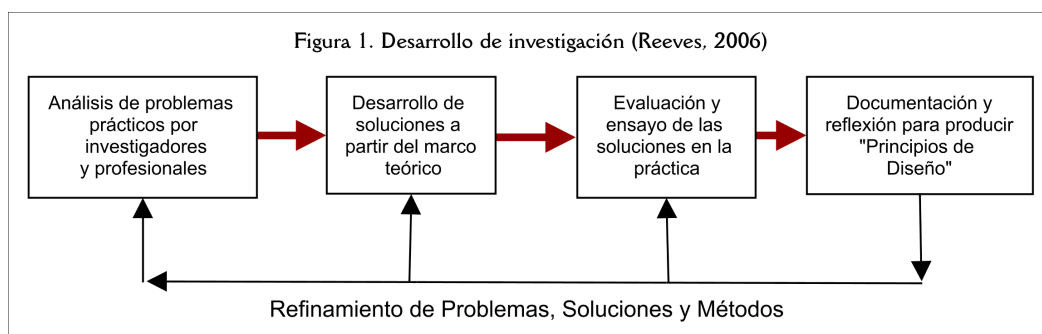 Figura 1. Desarrollo de investigación (Reeves, 2006)
Análisis de problemas
prácticos por
investigadores
y profesionales
Desarrollo de
soluciones a
partir del marco
teórico
Evaluación y
ensayo de las
soluciones en la
práctica
Documentación y
reflexión para producir
"Principios de
Diseño"
Refinamiento de Problemas, Soluciones y Métodos